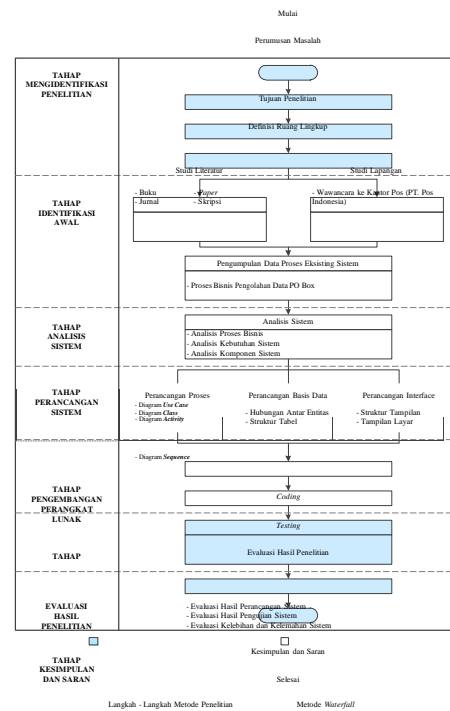 Mulai
Perumusan Masalah
TAHAP
MENGIDENTIFIKASI
PENELITIAN
Tujuan Penelitian
Definisi Ruang Lingkup
Studi Literatur
Studi Lapangan
TAHAP
IDENTIFIKASI
AWAL
- Buku
- Jurnal
- Paper
- Skripsi
- Wawancara ke Kantor Pos (PT. Pos
Indonesia)
Pengumpulan Data Proses Eksisting Sistem
- Proses Bisnis Pengolahan Data PO Box
TAHAP
ANALISIS
SISTEM
Analisis Sistem
- Analisis Proses Bisnis
- Analisis Kebutuhan Sistem
- Analisis Komponen Sistem
TAHAP
PERANCANGAN
SISTEM
Perancangan Proses
- Diagram Use Case
- Diagram Class
- Diagram Activity
Perancangan Basis Data
- Hubungan Antar Entitas
- Struktur Tabel
Perancangan Interface
- Struktur Tampilan
- Tampilan Layar
- Diagram Sequence
TAHAP
PENGEMBANGAN
PERANGKAT
LUNAK
Coding
Testing
TAHAP
Evaluasi Hasil Penelitian
EVALUASI
HASIL
PENELITIAN
- Evaluasi Hasil Perancangan Sistem
- Evaluasi Hasil Pengujian Sistem
- Evaluasi Kelebihan dan Kelemahan Sistem
Kesimpulan dan Saran
TAHAP
KESIMPULAN
DAN SARAN
Selesai
Langkah - Langkah Metode Penelitian
Metode Waterfall